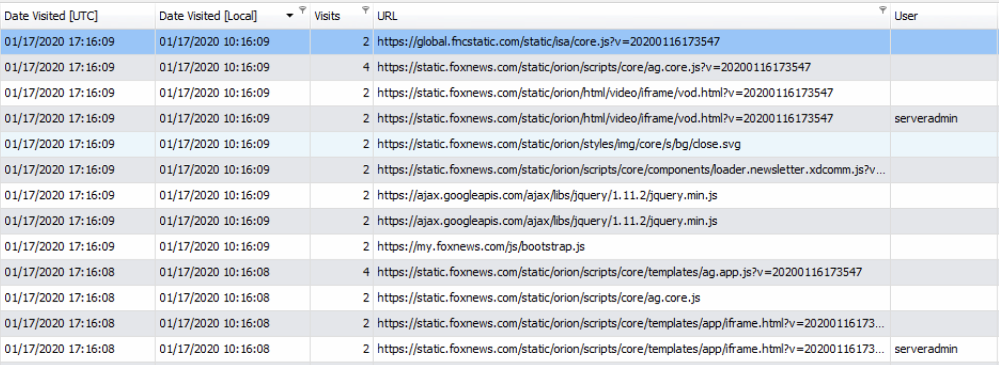 Date Visited [UTC] Date Visited [Local] Visits URL User
01/17/2020 17:16:09 01/17/2020 10:16:09 2 https://global.fncstatic.com/static/isa/core.js?v=20200116173547
01/17/2020 17:16:09 01/17/2020 10:16:09 4 https://static.foxnews.com/static/orion/scripts/core/ag.core.js?v=20200116173547
01/17/2020 17:16:09 01/17/2020 10:16:09 2 https://static.foxnews.com/static/orion/html/video/iframe/vod.html?v=20200116173547
01/17/2020 17:16:09 01/17/2020 10:16:09 2 https://static.foxnews.com/static/orion/html/video/iframe/vod.html?v=20200116173547 serveradmin
01/17/2020 17:16:09 01/17/2020 10:16:09 2 https://static.foxnews.com/static/orion/styles/img/core/s/bg/close.svg
01/17/2020 17:16:09 01/17/2020 10:16:09 2 https://static.foxnews.com/static/orion/scripts/core/components/loader.newsletter.xdcomm.js?v...
01/17/2020 17:16:09 01/17/2020 10:16:09 2 https://ajax.googleapis.com/ajax/libs/jquery/1.11.2/jquery.min.js
01/17/2020 17:16:09 01/17/2020 10:16:09 2 https://ajax.googleapis.com/ajax/libs/jquery/1.11.2/jquery.min.js
01/17/2020 17:16:09 01/17/2020 10:16:09 2 https://my.foxnews.com/js/bootstrap.js
01/17/2020 17:16:08 01/17/2020 10:16:08 4 https://static.foxnews.com/static/orion/scripts/core/templates/ag.app.js?v=20200116173547
01/17/2020 17:16:08 01/17/2020 10:16:08 2 https://static.foxnews.com/static/orion/scripts/core/ag.core.js
01/17/2020 17:16:08 01/17/2020 10:16:08 2 https://static.foxnews.com/static/orion/scripts/core/templates/app/iframe.html?v=20200116173...
01/17/2020 17:16:08 01/17/2020 10:16:08 2 https://static.foxnews.com/static/orion/scripts/core/templates/app/iframe.html?v=20200116173... serveradmin